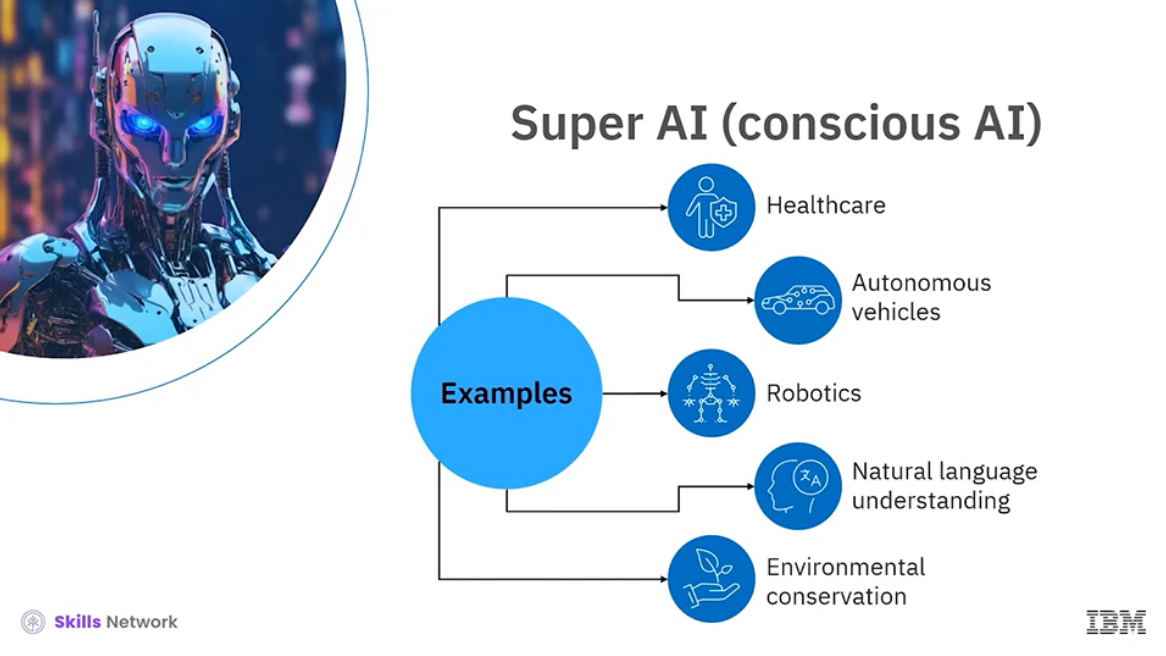 Super AI (conscious AI)
Healthcare
Autonomous
vehicles
Examples
Robotics
Natural language
understanding
Environmental
conservation
Skills Network
IBM